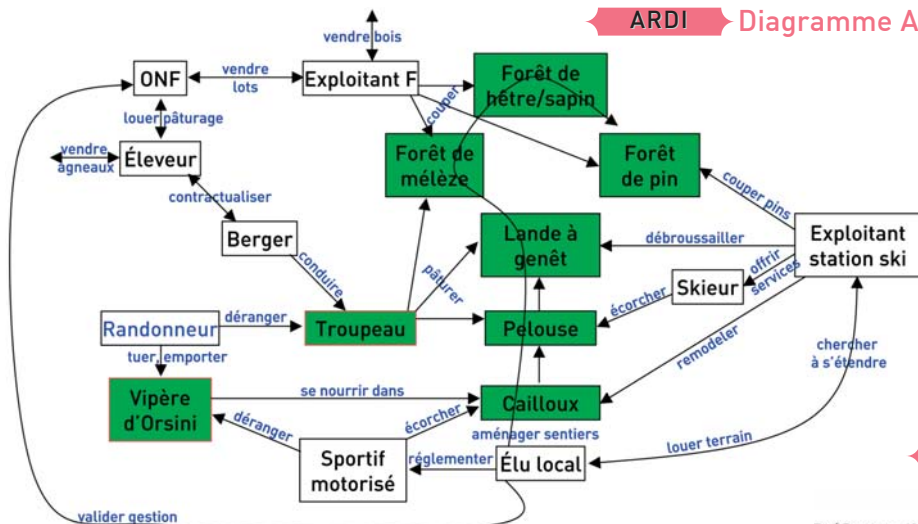 ARDI Diagramme A
vendre bois
ONF
vendre
lots
Exploitant F
Forêt de
hêtre/sapin
couper
louer pâturage
Forêt de
mélèze
Forêt
de pin
vendre
agneaux
Éleveur
contractualiser
couper pins
Berger
Lande à
genêt
débroussailler
Exploitant
station ski
conduire
pâturer
offrir
services
Skieur
écorcher
Randonneur
déranger
Troupeau
Pelouse
tuer, emporter
remodeler
chercher
à s'étendre
Vipère
d'Orsini
se nourrir dans
Cailloux
déranger
écorcher
aménager sentiers
Sportif
motorisé
réglementer
Élu local
louer terrain
valider gestion